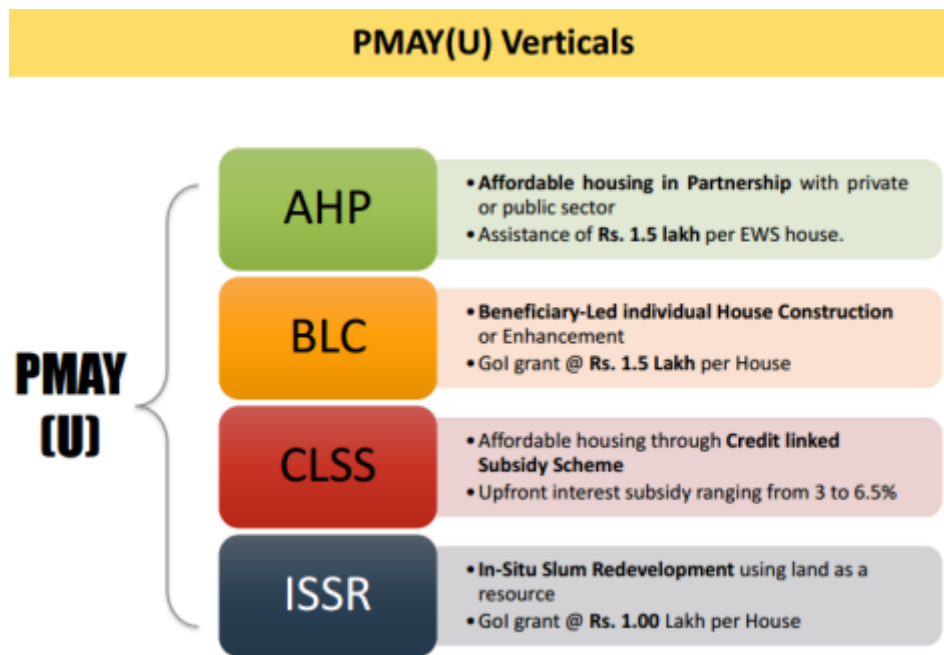 PMAY(U) Verticals
PMAY
(U)
AHP
•Affordable housing in Partnership with private
or public sector
•Assistance of Rs. 1.5 lakh per EWS house.
BLC
•Beneficiary-Led individual House Construction
or Enhancement
•GoI grant @ Rs. 1.5 Lakh per House
CLSS
•Affordable housing through Credit linked
Subsidy Scheme
•Upfront interest subsidy ranging from 3 to 6.5%
ISSR
•In-Situ Slum Redevelopment using land as a
resource
•GoI grant @ Rs. 1.00 Lakh per House